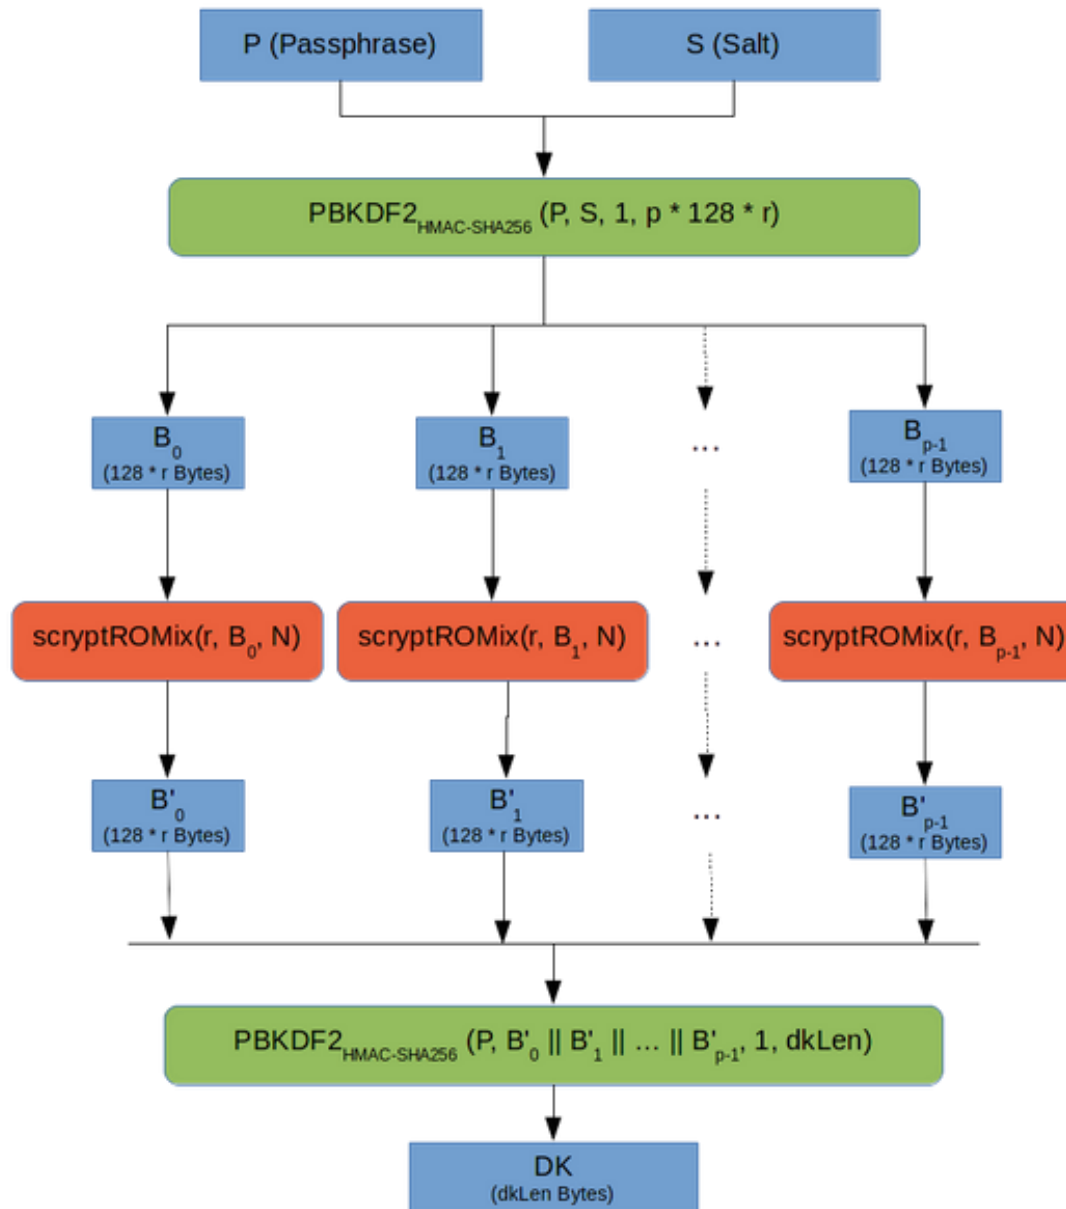 P (Passphrase)
S (Salt)
PBKDF2HMAC-SHA256 (P, S, 1, p * 128 * r)
B0
(128 * r Bytes)
B1
(128 * r Bytes)
...
Bp-1
(128 * r Bytes)
scryptROMix(r, B0, N)
scryptROMix(r, B1, N)
...
scryptROMix(r, Bp-1, N)
B'0
(128 * r Bytes)
B'1
(128 * r Bytes)
...
B'p-1
(128 * r Bytes)
PBKDF2HMAC-SHA256 (P, B'0 || B'1 || ... || B'p-1, 1, dkLen)
DK
(dkLen Bytes)